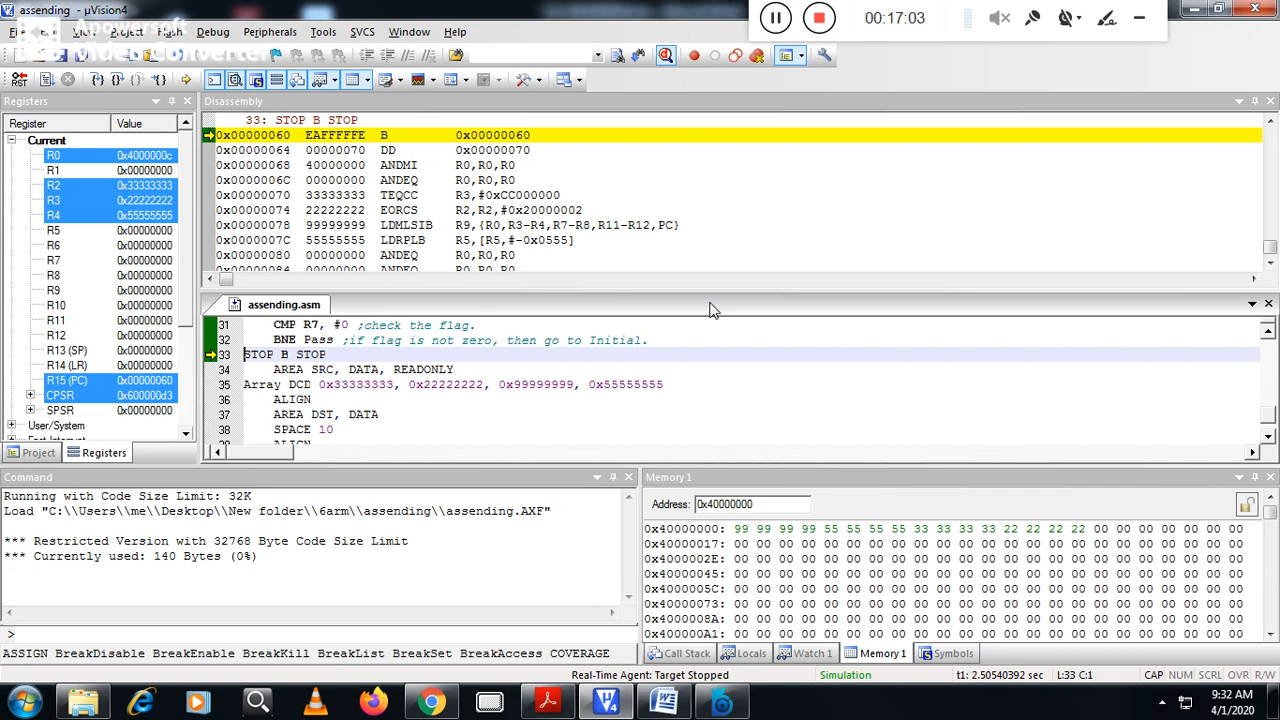 assending - µVision4
Apowersoft
Video Converter
00:17:03
Project Flash Debug Peripherals Tools SVCS Window Help
Registers
Register Value
Current
R0 0x4000000c
R1 0x00000000
R2 0x33333333
R3 0x22222222
R4 0x55555555
R5 0x00000000
R6 0x00000000
R7 0x00000000
R8 0x00000000
R9 0x00000000
R10 0x00000000
R11 0x00000000
R12 0x00000000
R13 (SP) 0x00000000
R14 (LR) 0x00000000
R15 (PC) 0x00000060
CPSR 0x600000d3
SPSR 0x00000000
User/System
Fast Interrupt
Project Registers
Disassembly
33: STOP B STOP
0x00000060 EAFFFFFE B 0x00000060
0x00000064 00000070 DD 0x00000070
0x00000068 40000000 ANDMI R0,R0,R0
0x0000006C 00000000 ANDEQ R0,R0,R0
0x00000070 33333333 TEQCC R3,#0xCC000000
0x00000074 22222222 EORCS R2,R2,#0x20000002
0x00000078 99999999 LDMLSIB R9,{R0,R3-R4,R7-R8,R11-R12,PC}
0x0000007C 55555555 LDRPLB R5,[R5,#-0x0555]
0x00000080 00000000 ANDEQ R0,R0,R0
0x00000084 00000000 ANDEQ R0,R0,R0
assending.asm
31 CMP R7, #0 ;check the flag.
32 BNE Pass ;if flag is not zero, then go to Initial.
33 STOP B STOP
34 AREA SRC, DATA, READONLY
35 Array DCD 0x33333333, 0x22222222, 0x99999999, 0x55555555
36 ALIGN
37 AREA DST, DATA
38 SPACE 10
39 ALIGN
Command
Running with Code Size Limit: 32K
Load "C:\\Users\\me\\Desktop\\New folder\\6arm\\assending\\assending.AXF"
*** Restricted Version with 32768 Byte Code Size Limit
*** Currently used: 140 Bytes (0%)
>
ASSIGN BreakDisable BreakEnable BreakKill BreakList BreakSet BreakAccess COVERAGE
Memory 1
Address: 0x40000000
0x40000000: 99 99 99 99 55 55 55 55 33 33 33 33 22 22 22 22 00 00 00 00 00 00 00
0x40000017: 00 00 00 00 00 00 00 00 00 00 00 00 00 00 00 00 00 00 00 00 00 00 00
0x4000002E: 00 00 00 00 00 00 00 00 00 00 00 00 00 00 00 00 00 00 00 00 00 00 00
0x40000045: 00 00 00 00 00 00 00 00 00 00 00 00 00 00 00 00 00 00 00 00 00 00 00
0x4000005C: 00 00 00 00 00 00 00 00 00 00 00 00 00 00 00 00 00 00 00 00 00 00 00
0x40000073: 00 00 00 00 00 00 00 00 00 00 00 00 00 00 00 00 00 00 00 00 00 00 00
0x4000008A: 00 00 00 00 00 00 00 00 00 00 00 00 00 00 00 00 00 00 00 00 00 00 00
0x400000A1: 00 00 00 00 00 00 00 00 00 00 00 00 00 00 00 00 00 00 00 00 00 00 00
Call Stack Locals Watch 1 Memory 1 Symbols
Real-Time Agent: Target Stopped Simulation t1: 2.50540392 sec L:33 C:1 CAP NUM SCRL OVR R/W
9:32 AM
4/1/2020